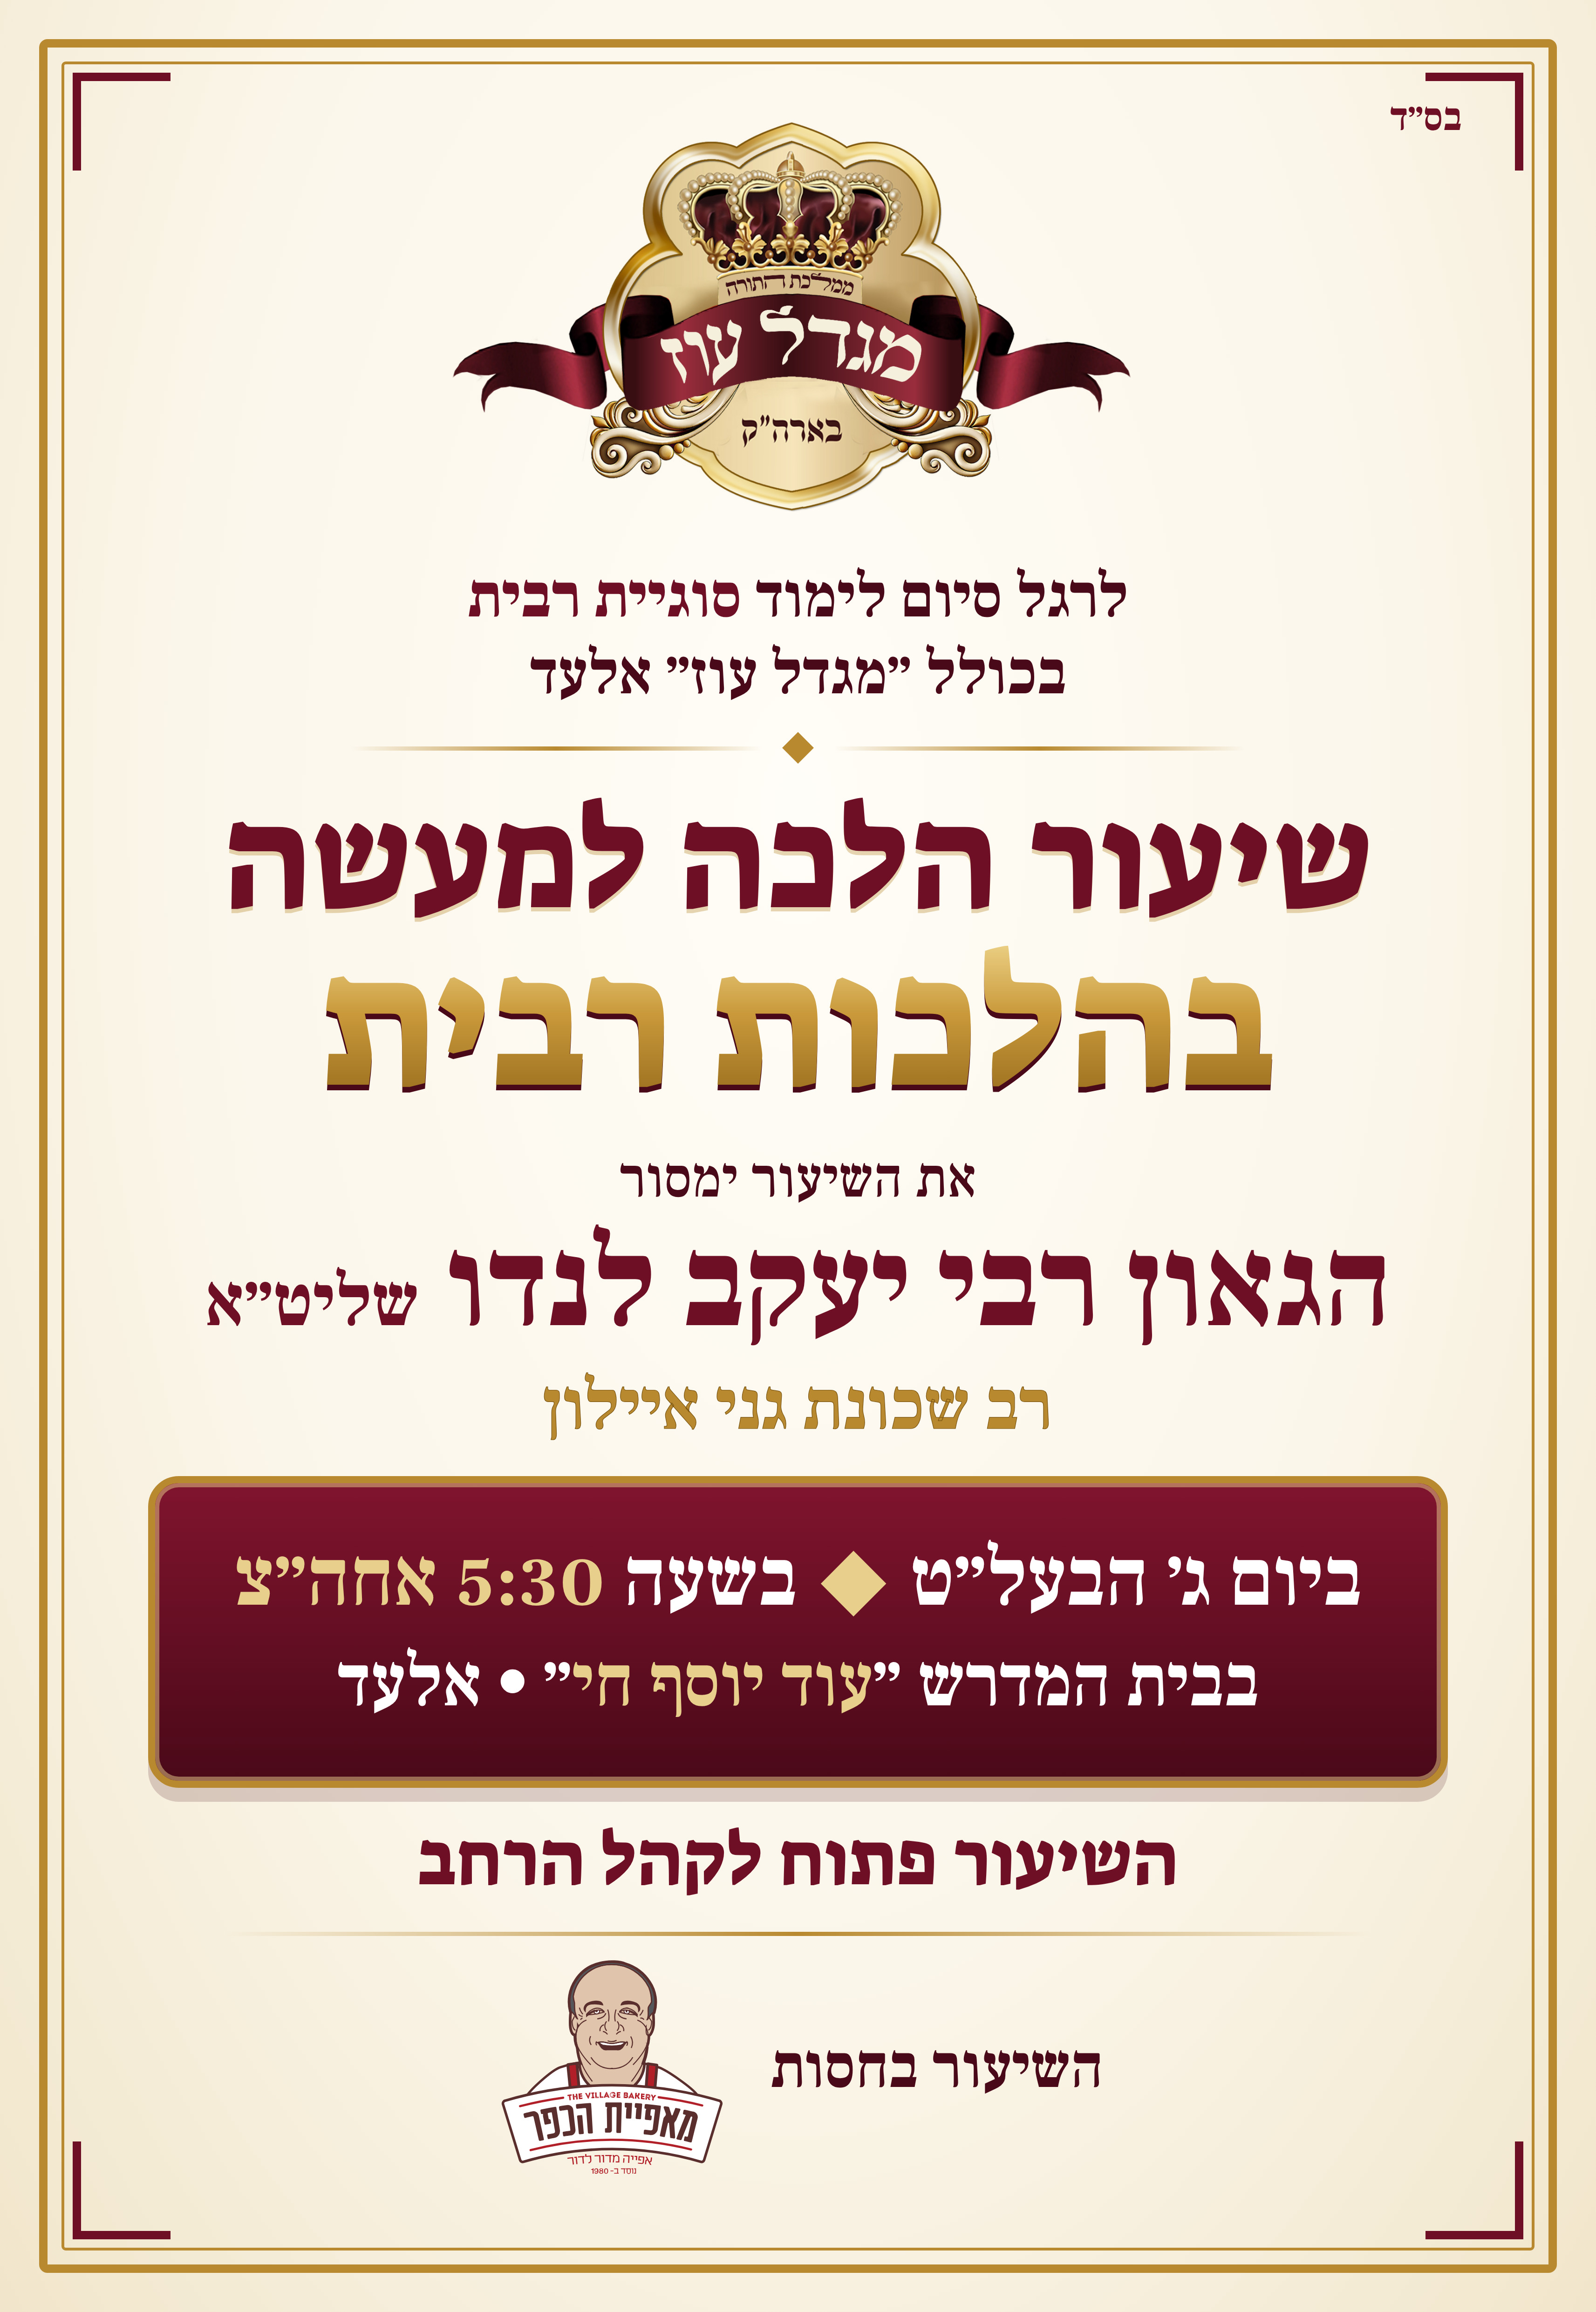 בס״ד
ממלכת התורה
מגדל עוז
בארה"ק
לרגל סיום לימוד סוגיית רבית
בכולל ״מגדל עוז״ אלעד
שיעור הלכה למעשה
בהלכות רבית
את השיעור ימסור
הגאון רבי יעקב לנדו שליט״א
רב שכונת גני איילון
ביום ג׳ הבעל״ט ◆ בשעה 5:30 אחה״צ
בבית המדרש ״עוד יוסף חי״ • אלעד
השיעור פתוח לקהל הרחב
השיעור בחסות
THE VILLAGE BAKERY
מאפיית הכפר
אפייה מדור לדור
נוסד ב-1980